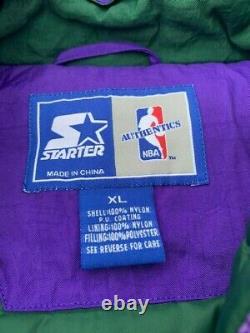 STARTER
MADE IN CHINA
AUTHENTICS
NBA
TM
XL
SHELL:100% NYLON
P.U. COATING
LINING:100% NYLON
FILLING:100%POLYESTER
SEE REVERSE FOR CARE